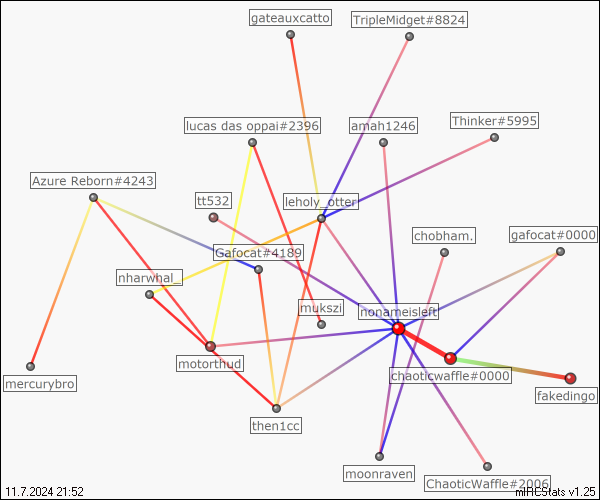 gateauxcatto
TripleMidget#8824
lucas das oppai#2396
amah1246
Thinker#5995
Azure Reborn#4243
tt532
leholy_otter
chobham.
gafocat#0000
Gafocat#4189
nharwhal_
mukszi
nonameisleft
motorthud
mercurybro
chaoticwaffle#0000
fakedingo
then1cc
moonraven
ChaoticWaffle#2006
11.7.2024 21:52
mIRCStats v1.25